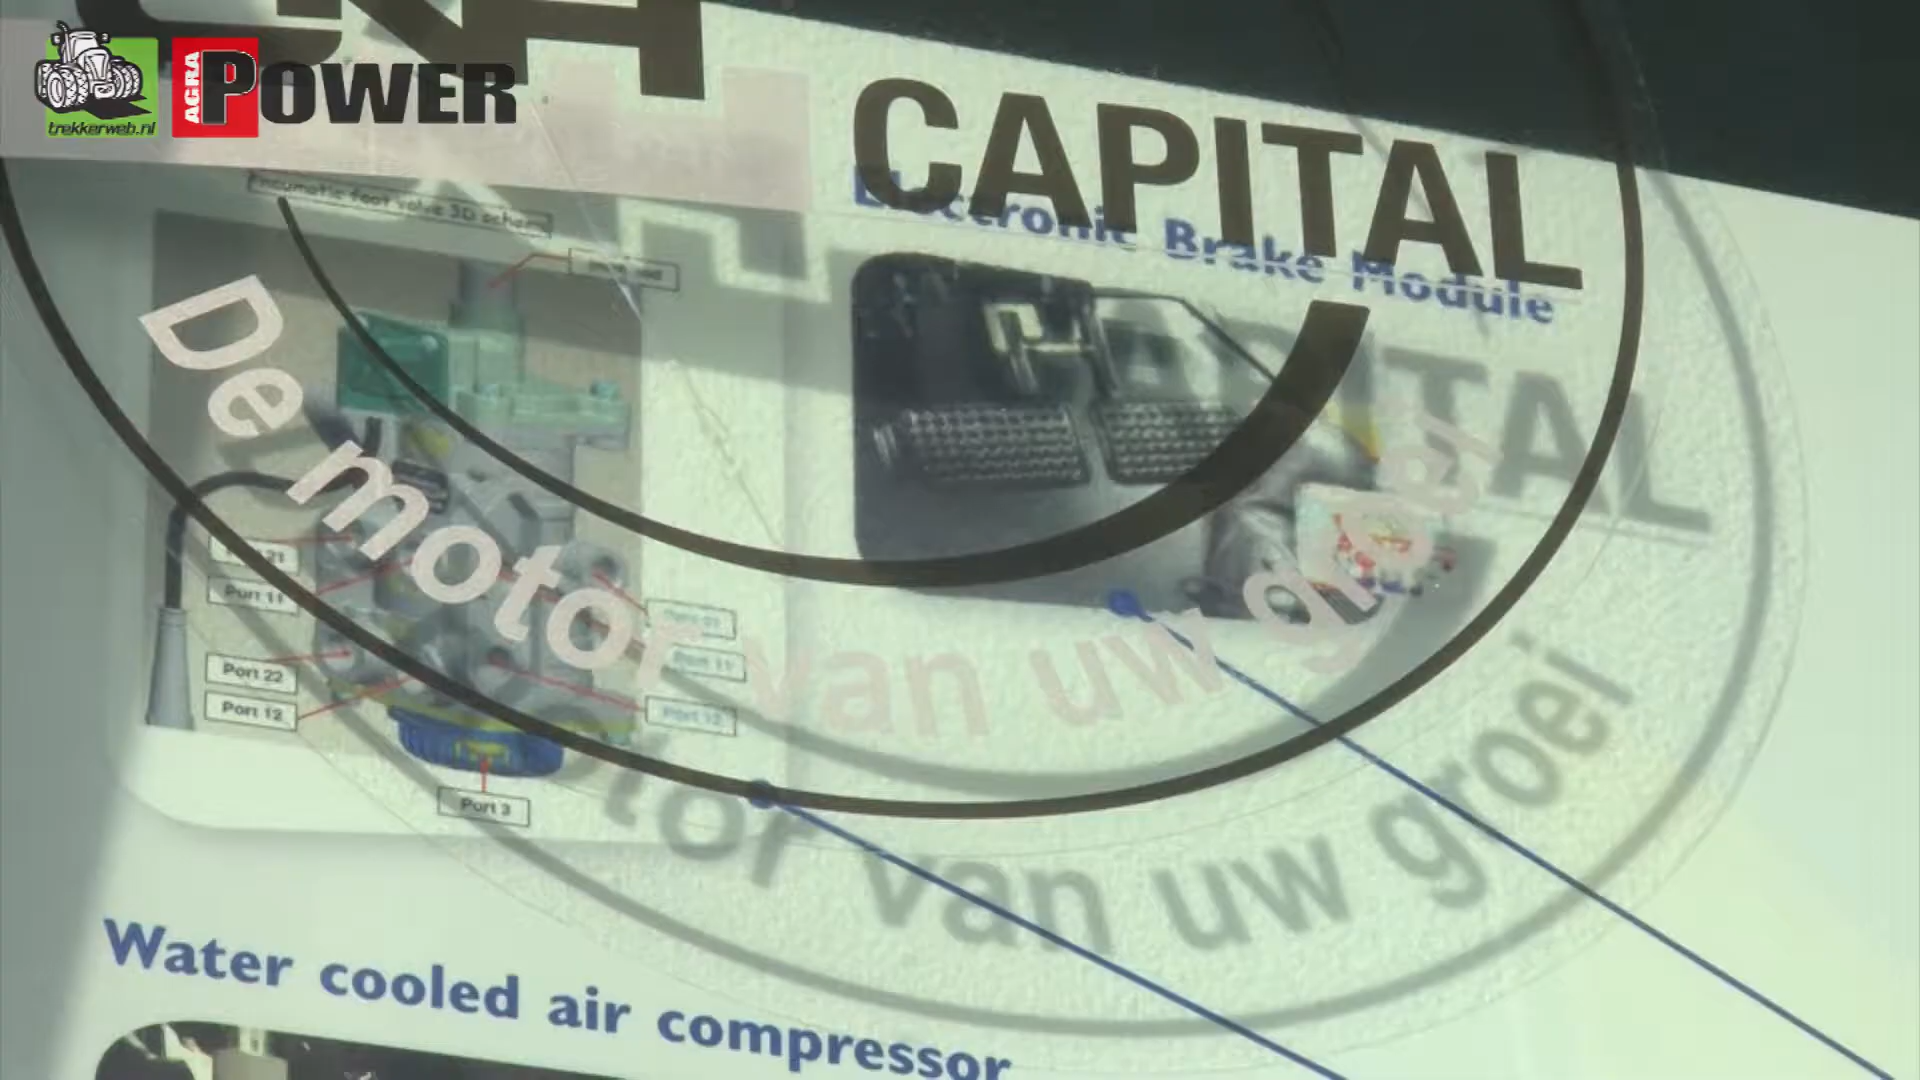 trekkerweb.nl
AGRA POWER
CNH
CAPITAL
Pneumatic foot valve 3D scheme
Electronic Brake Module
De motor van uw groei
Port 11
Port 22
Port 12
Port 21
Port 11
Port 12
Port 3
CAPITAL
tor van uw groei
Water cooled air compressor